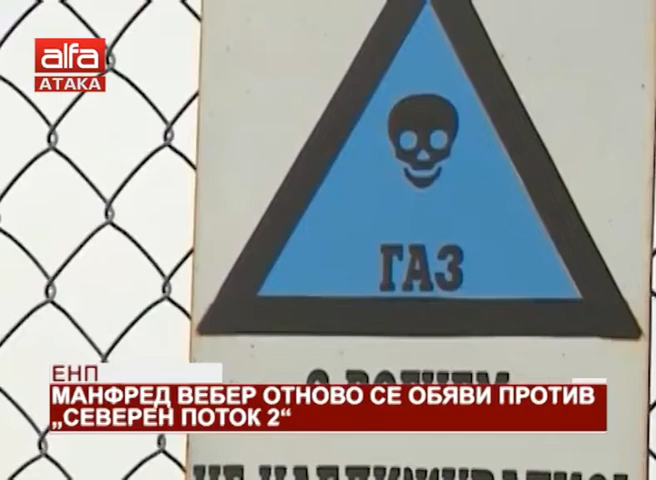 alfa
АТАКА
ГАЗ
ЕНП
МАНФРЕД ВЕБЕР ОТНОВО СЕ ОБЯВИ ПРОТИВ
„СЕВЕРЕН ПОТОК 2“